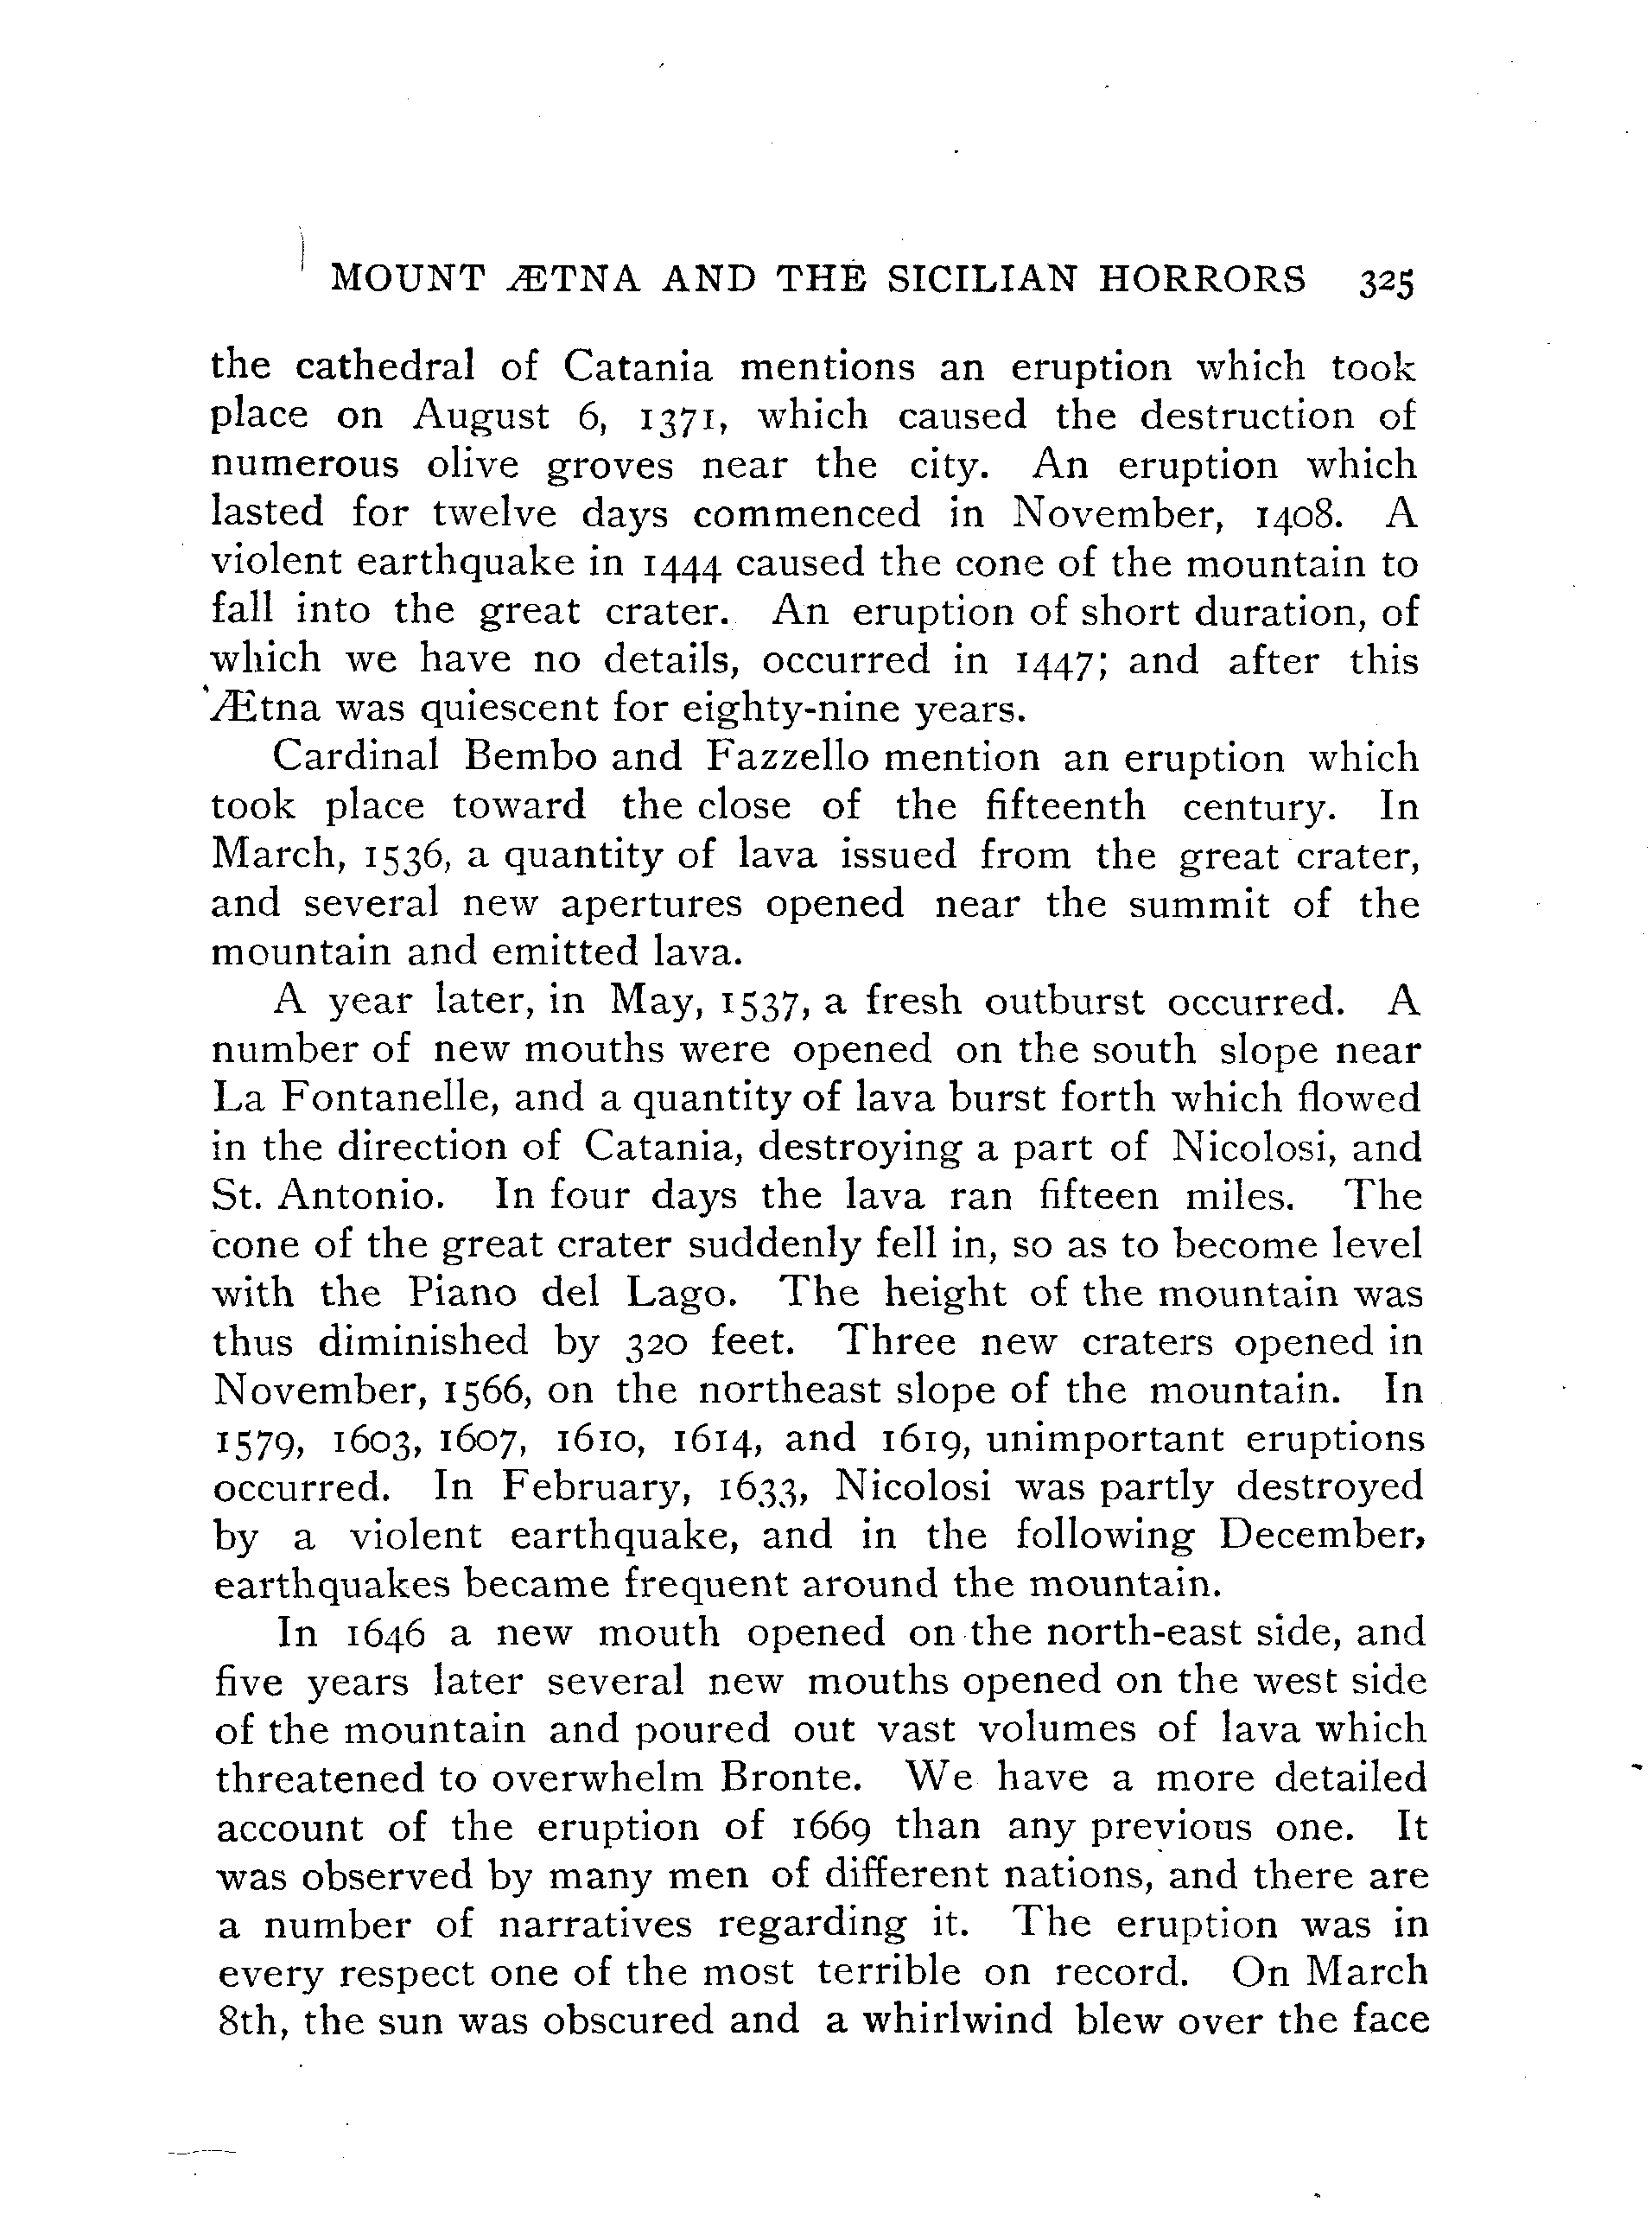 MOUNT ÆTNA AND THE SICILIAN HORRORS 325
the cathedral of Catania mentions an eruption which took
place on August 6, 1371, which caused the destruction of
numerous olive groves near the city. An eruption which
lasted for twelve days commenced in November, 1408. A
violent earthquake in 1444 caused the cone of the mountain to
fall into the great crater. An eruption of short duration, of
which we have no details, occurred in 1447; and after this
Ætna was quiescent for eighty-nine years.
Cardinal Bembo and Fazzello mention an eruption which
took place toward the close of the fifteenth century. In
March, 1536, a quantity of lava issued from the great crater,
and several new apertures opened near the summit of the
mountain and emitted lava.
A year later, in May, 1537, a fresh outburst occurred. A
number of new mouths were opened on the south slope near
La Fontanelle, and a quantity of lava burst forth which flowed
in the direction of Catania, destroying a part of Nicolosi, and
St. Antonio. In four days the lava ran fifteen miles. The
cone of the great crater suddenly fell in, so as to become level
with the Piano del Lago. The height of the mountain was
thus diminished by 320 feet. Three new craters opened in
November, 1566, on the northeast slope of the mountain. In
1579, 1603, 1607, 1610, 1614, and 1619, unimportant eruptions
occurred. In February, 1633, Nicolosi was partly destroyed
by a violent earthquake, and in the following December,
earthquakes became frequent around the mountain.
In 1646 a new mouth opened on the north-east side, and
five years later several new mouths opened on the west side
of the mountain and poured out vast volumes of lava which
threatened to overwhelm Bronte. We have a more detailed
account of the eruption of 1669 than any previous one. It
was observed by many men of different nations, and there are
a number of narratives regarding it. The eruption was in
every respect one of the most terrible on record. On March
8th, the sun was obscured and a whirlwind blew over the face